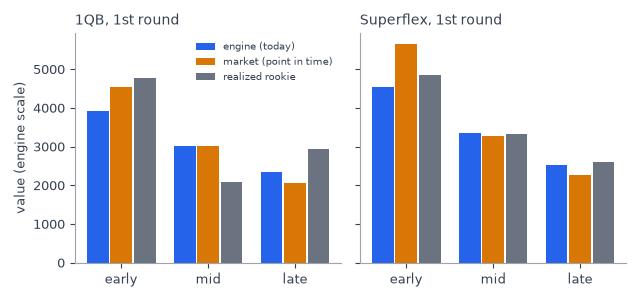 1QB, 1st round
Superflex, 1st round
engine (today)
market (point in time)
realized rookie
value (engine scale)
5000
4000
3000
2000
1000
0
early
mid
late
early
mid
late